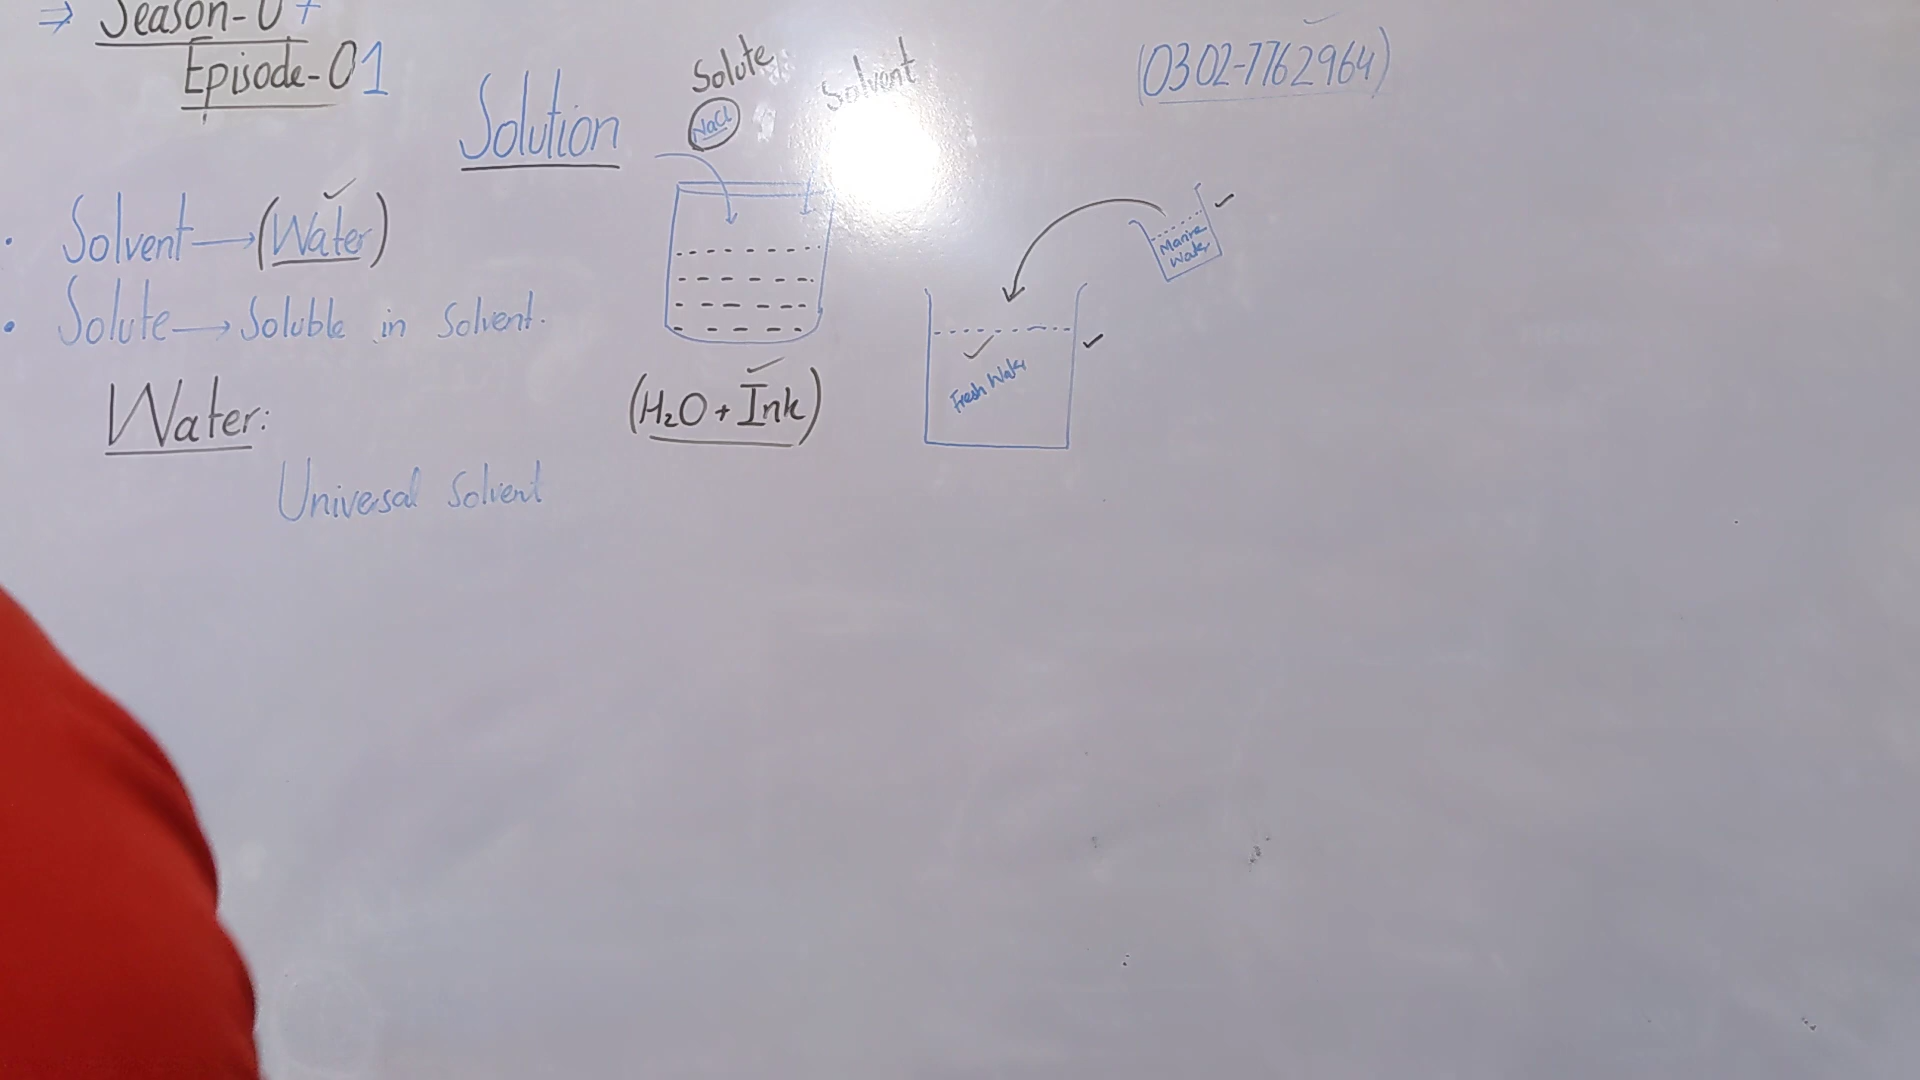 ⇒ Season-0
Episode-01
Solution
Solute
NaCl
Solvent
(0302-7762964)
• Solvent → (Water)
• Solute → Soluble in Solvent.
Marine
Water
Fresh Water
Water:
(H₂O + Ink)
Universal Solvent